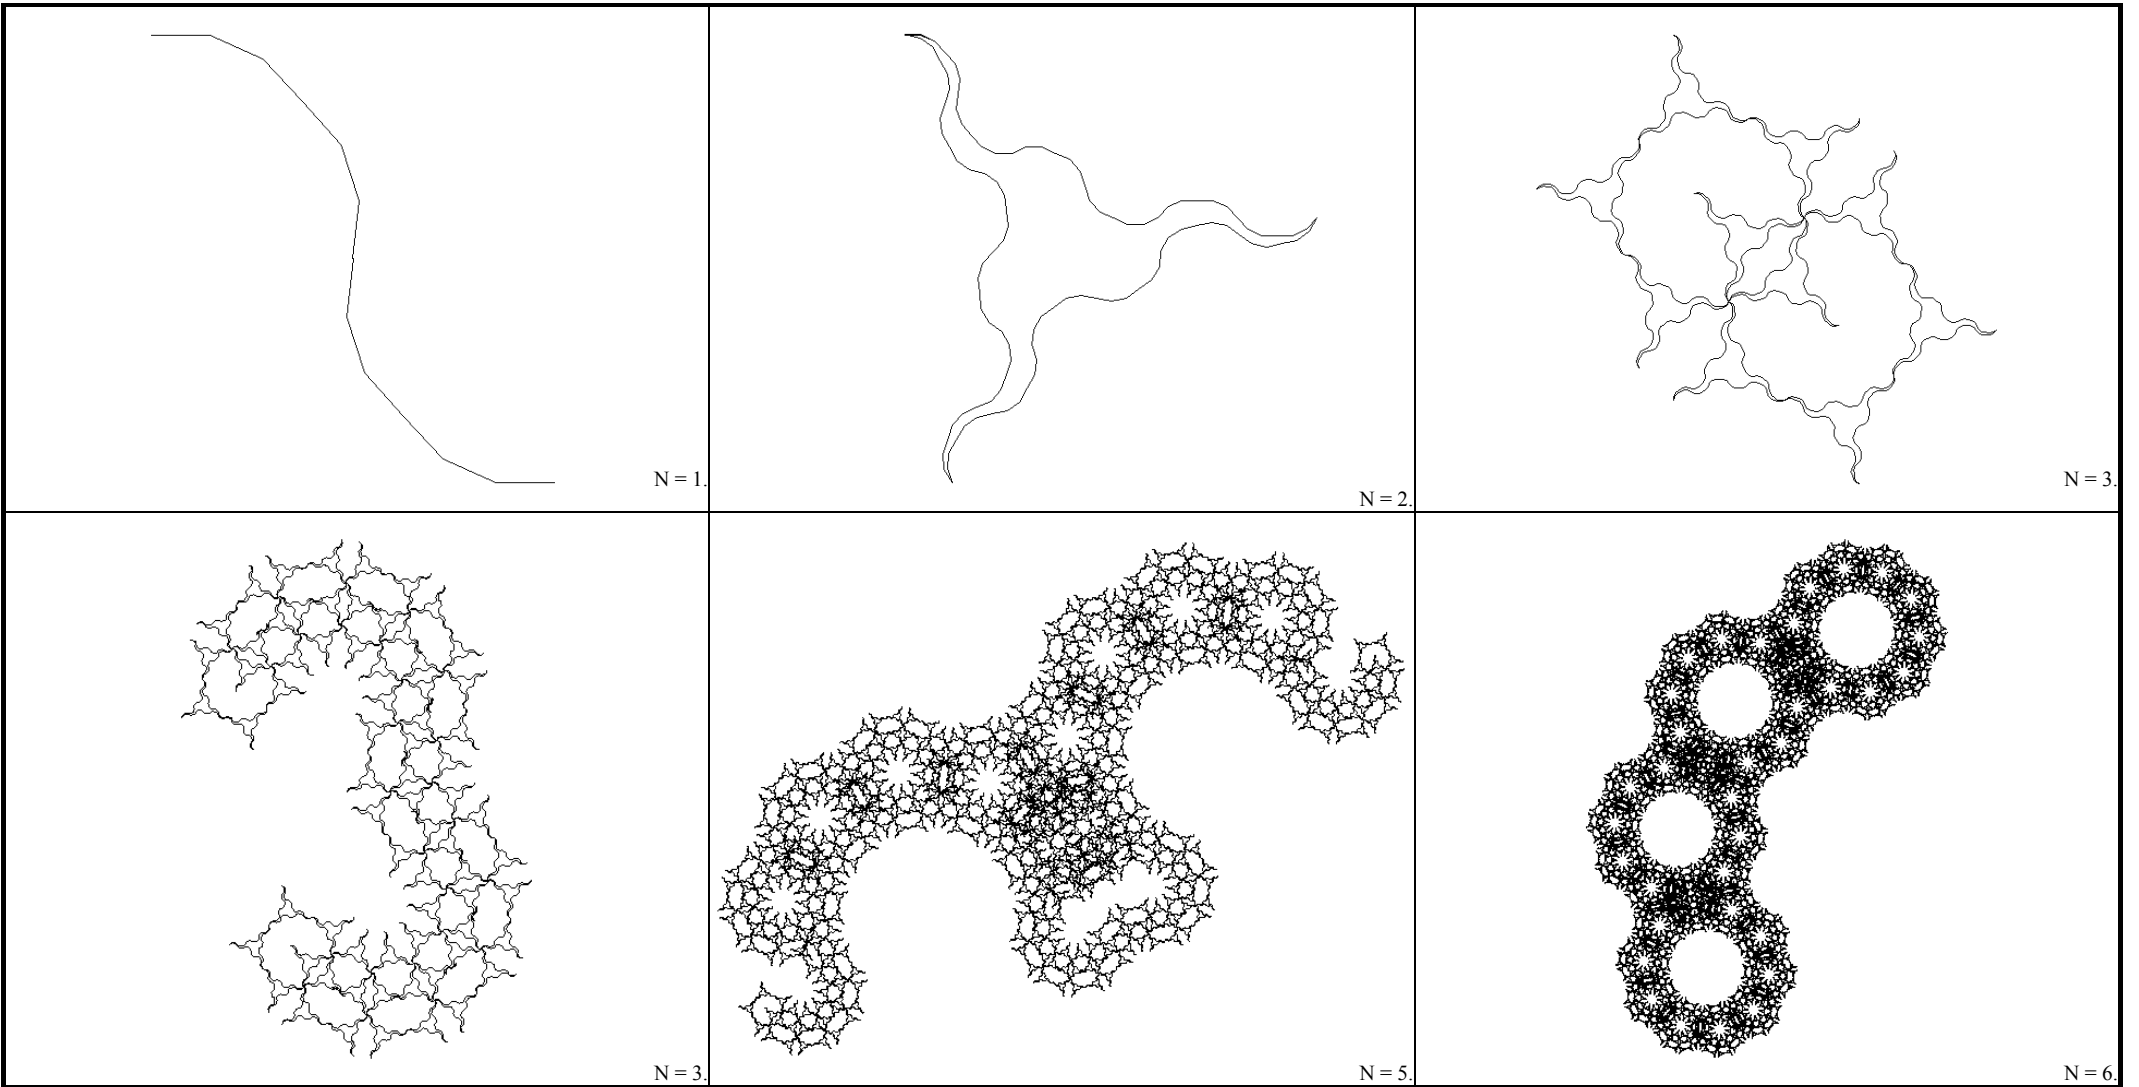 N = 1.
N = 2.
N = 3.
N = 3.
N = 5.
N = 6.